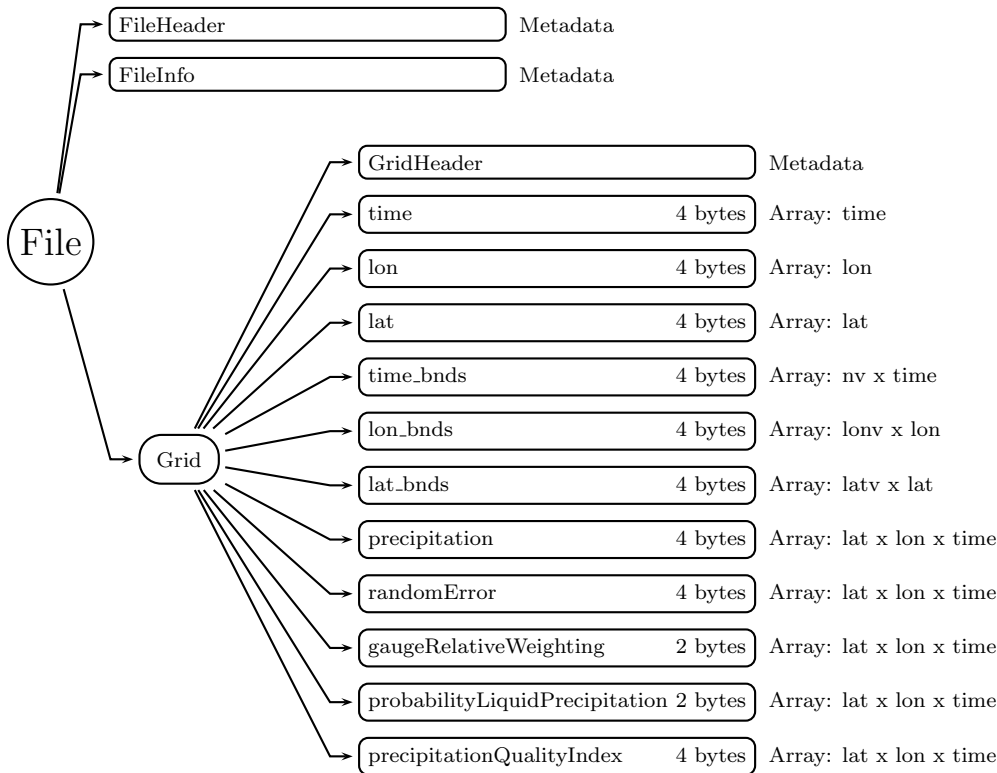 FileHeader Metadata
FileInfo Metadata
GridHeader Metadata
time 4 bytes Array: time
File
lon 4 bytes Array: lon
lat 4 bytes Array: lat
time_bnds 4 bytes Array: nv x time
lon_bnds 4 bytes Array: lonv x lon
Grid
lat_bnds 4 bytes Array: latv x lat
precipitation 4 bytes Array: lat x lon x time
randomError 4 bytes Array: lat x lon x time
gaugeRelativeWeighting 2 bytes Array: lat x lon x time
probabilityLiquidPrecipitation 2 bytes Array: lat x lon x time
precipitationQualityIndex 4 bytes Array: lat x lon x time